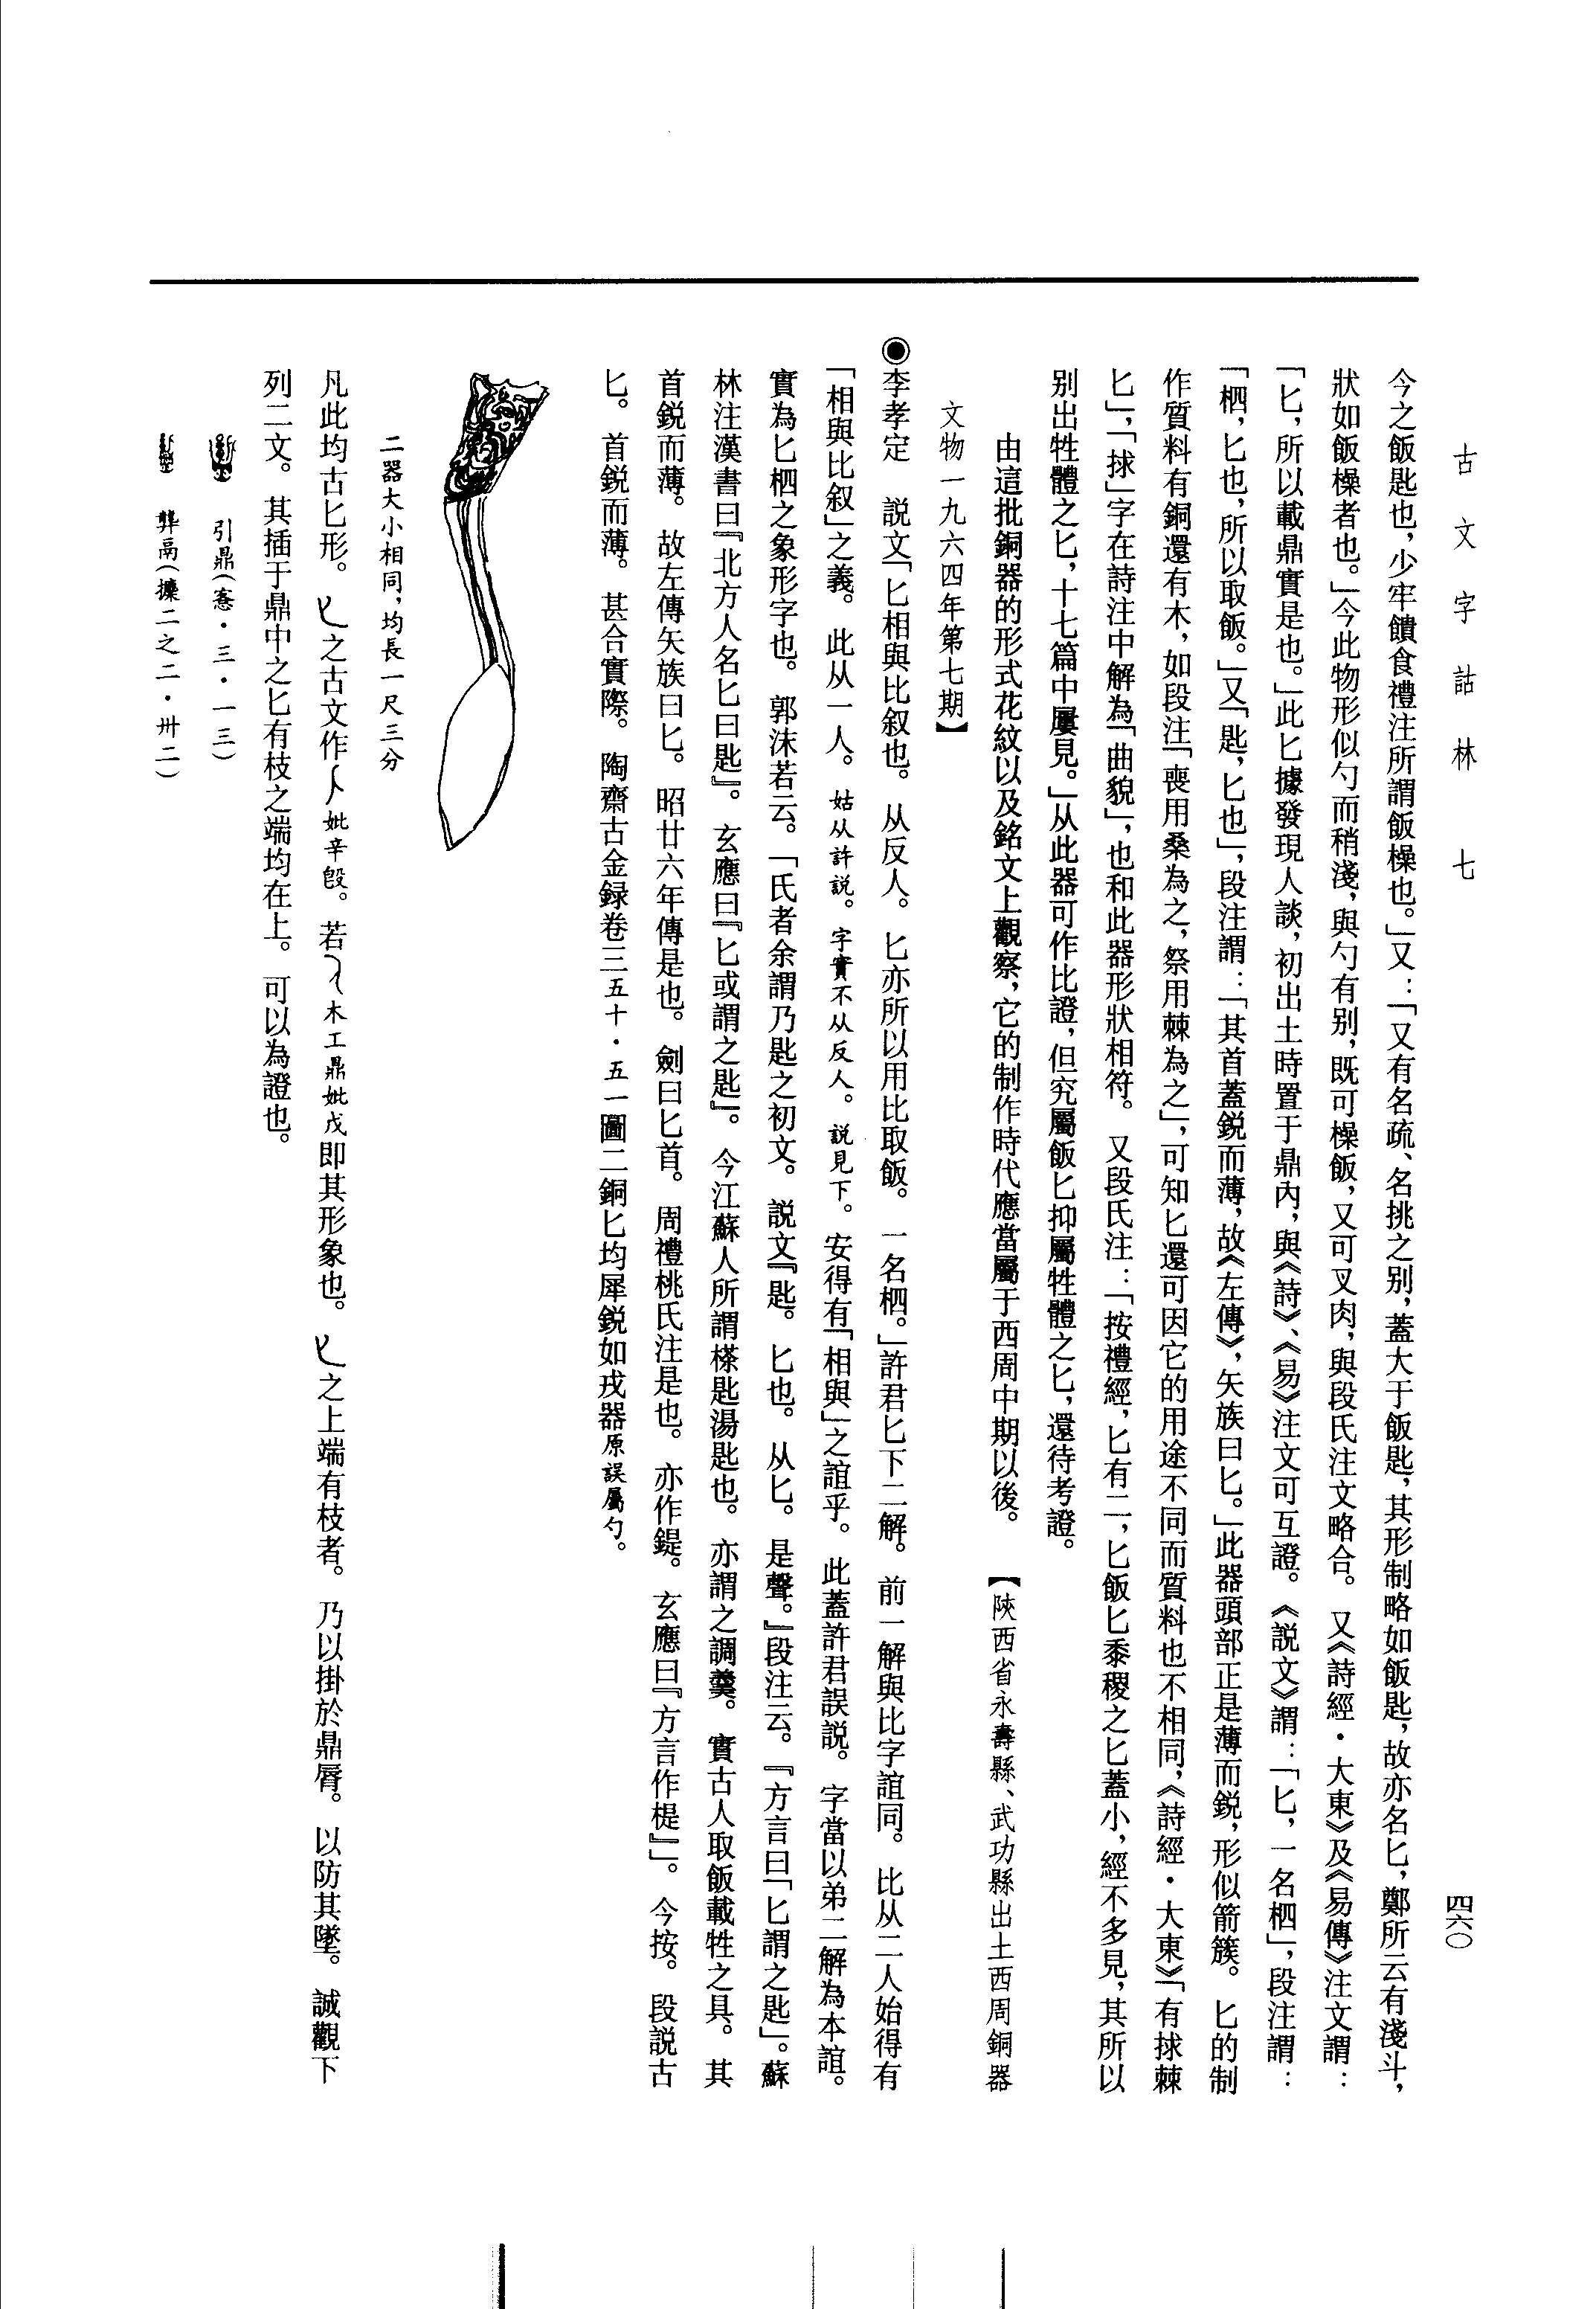 古文字詁林 七
四六〇
今之飯匙也，少牢饋食禮注所謂飯橾也。」又：「又有名疏、名挑之别，蓋大于飯匙，其形制略如飯匙，故亦名匕，鄭所云有淺斗，
狀如飯橾者也。」今此物形似勺而稍淺，與勺有别，既可橾飯，又可叉肉，與段氏注文略合。又《詩經·大東》及《易傳》注文謂：
「匕，所以載鼎實是也。」此匕據發現人談，初出土時置于鼎內，與《詩》、《易》注文可互證。《説文》謂：「匕，一名柶」，段注謂：
「柶，匕也，所以取飯。」又「匙，匕也」，段注謂：「其首蓋鋭而薄，故《左傳》，矢族曰匕。」此器頭部正是薄而鋭，形似箭簇。匕的制
作質料有銅還有木，如段注「喪用桑為之，祭用棘為之」，可知匕還可因它的用途不同而質料也不相同，《詩經·大東》「有捄棘
匕」，「捄」字在詩注中解為「曲貌」，也和此器形狀相符。又段氏注：「按禮經，匕有二，匕飯匕黍稷之匕蓋小，經不多見，其所以
别出牲體之匕，十七篇中屢見。」从此器可作比證，但究屬飯匕抑屬牲體之匕，還待考證。
由這批銅器的形式花紋以及銘文上觀察，它的制作時代應當屬于西周中期以後。【陝西省永壽縣、武功縣出土西周銅器
文物一九六四年第七期】
◉李孝定 説文「匕相與比叙也。从反人。匕亦所以用比取飯。一名柶。」許君匕下二解。前一解與比字誼同。比从二人始得有
「相與比叙」之義。此从一人。姑从許説。字實不从反人。説見下。安得有「相與」之誼乎。此蓋許君誤説。字當以弟二解為本誼。
實為匕柶之象形字也。郭沫若云。「氏者余謂乃匙之初文。説文『匙。匕也。从匕。是聲。』段注云。『方言曰「匕謂之匙」。蘇
林注漢書曰『北方人名匕曰匙』。玄應曰『匕或謂之匙』。今江蘇人所謂搽匙湯匙也。亦謂之調羹。實古人取飯載牲之具。其
首鋭而薄。故左傳矢族曰匕。昭廿六年傳是也。劍曰匕首。周禮桃氏注是也。亦作鍉。玄應曰『方言作㮛』」。今按。段説古
匕。首鋭而薄。甚合實際。陶齋古金録卷三五十·五一圖二銅匕均犀鋭如戎器原誤屬勺。
二器大小相同，均長一尺三分
凡此均古匕形。之古文作妣辛𣪘。若木工鼎妣戊即其形象也。之上端有枝者。乃以掛於鼎脣。以防其墜。誠觀下
列二文。其插于鼎中之匕有枝之端均在上。可以為證也。
引鼎（愙·三·一三）
鬲（攈二之二·卅二）